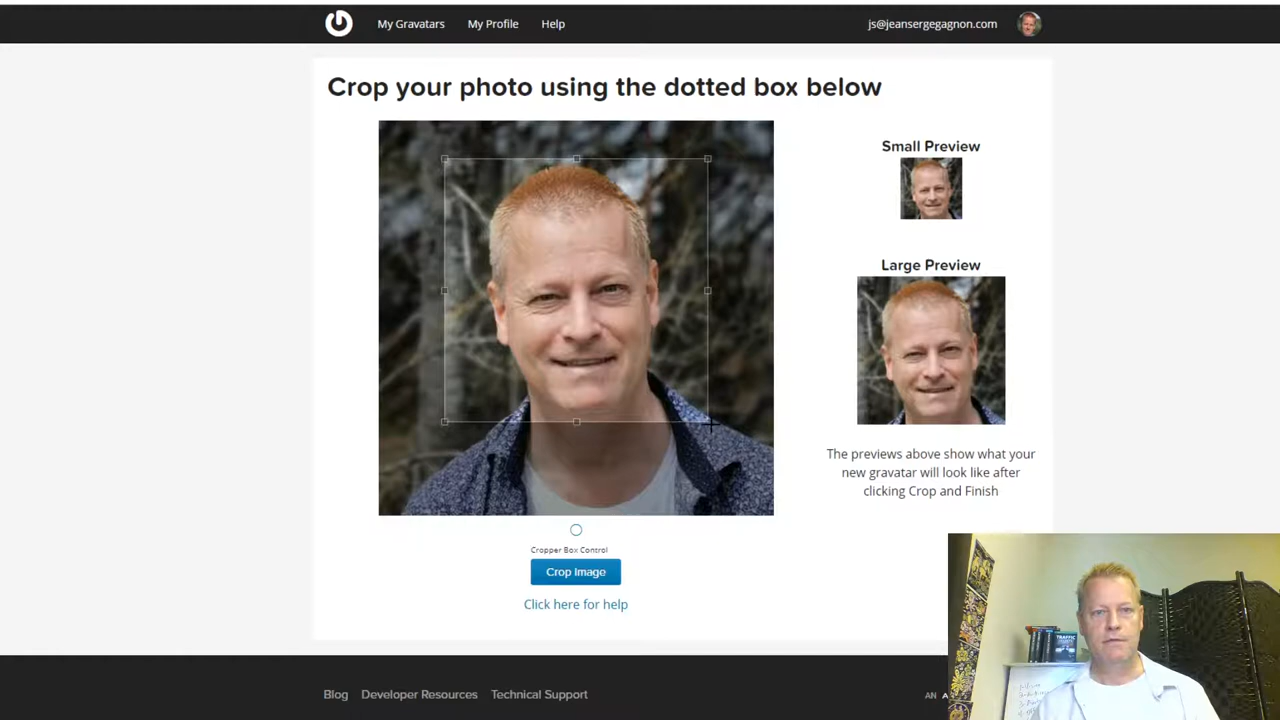 My Gravatars My Profile Help js@jeansergegagnon.com
Crop your photo using the dotted box below
Small Preview
Large Preview
The previews above show what your
new gravatar will look like after
clicking Crop and Finish
Cropper Box Control
Crop Image
Click here for help
TRAFFIC
Blog Developer Resources Technical Support AN